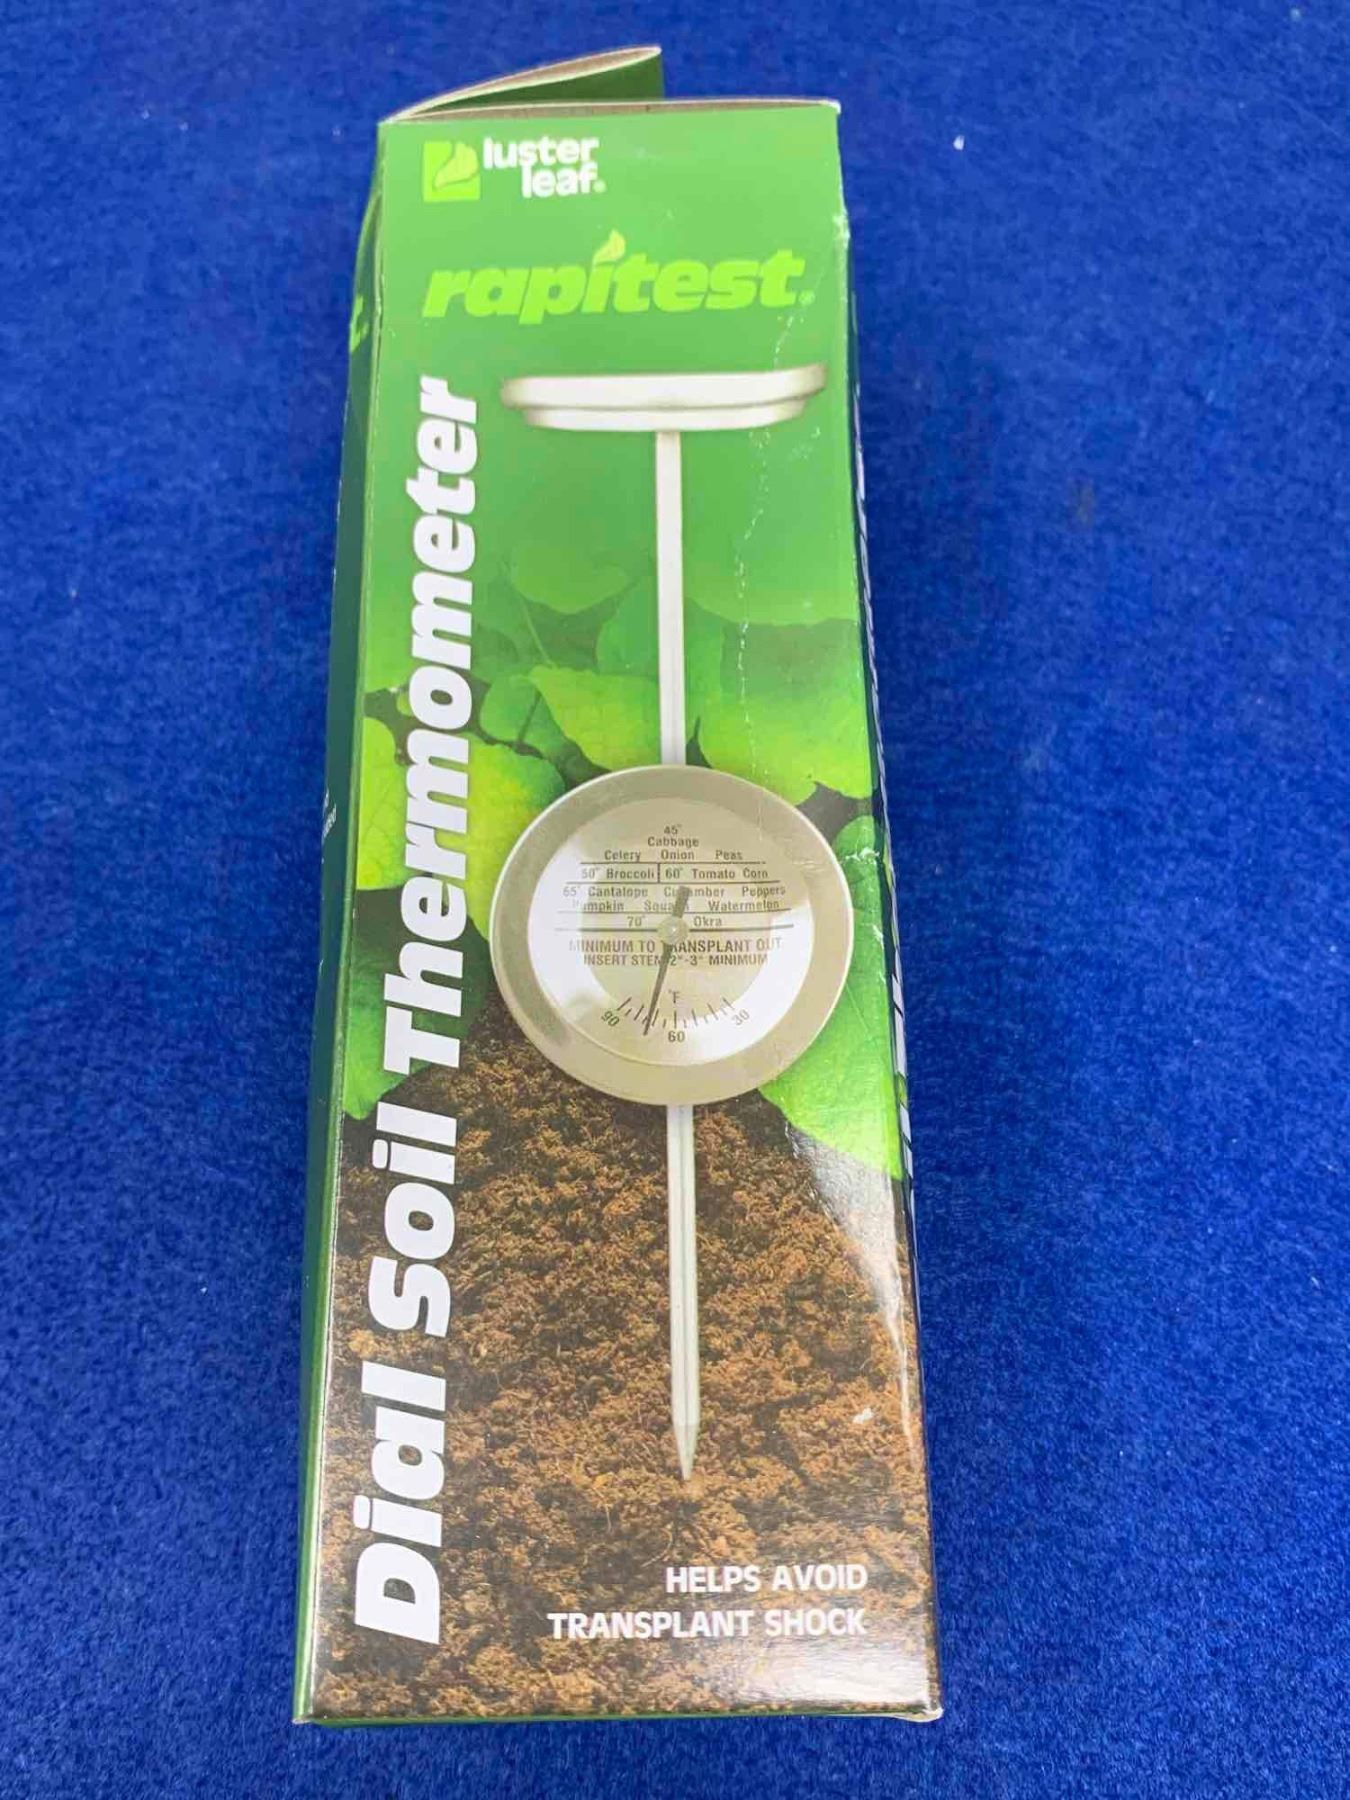 luster
leaf®
rapitest®
Dial Soil Thermometer
45°
Cabbage
Celery Onion Peas
50° Broccoli 60° Tomato Corn
65° Cantalope Cucumber Peppers
Pumpkin Squash Watermelon
70° Okra
MINIMUM TO TRANSPLANT OUT
INSERT STEM 2"-3" MINIMUM
°F
90 60 30
HELPS AVOID
TRANSPLANT SHOCK